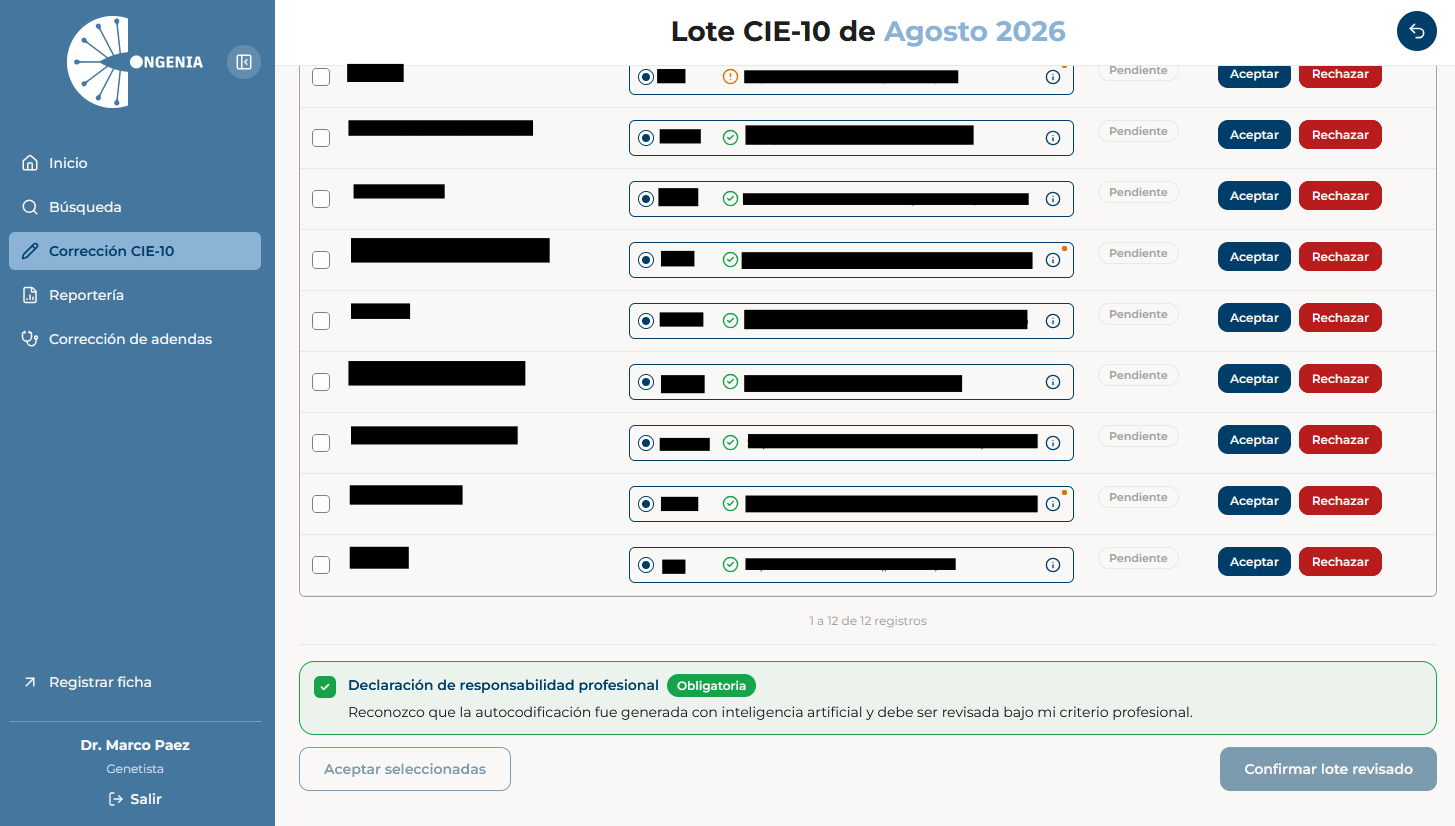 ONGENIA
Inicio
Búsqueda
Corrección CIE-10
Reportería
Corrección de adendas
Registrar ficha
Dr. Marco Paez
Genetista
Salir
Lote CIE-10 de Agosto 2026
Pendiente Aceptar Rechazar
Pendiente Aceptar Rechazar
Pendiente Aceptar Rechazar
Pendiente Aceptar Rechazar
Pendiente Aceptar Rechazar
Pendiente Aceptar Rechazar
Pendiente Aceptar Rechazar
Pendiente Aceptar Rechazar
Pendiente Aceptar Rechazar
1 a 12 de 12 registros
Declaración de responsabilidad profesional Obligatoria
Reconozco que la autocodificación fue generada con inteligencia artificial y debe ser revisada bajo mi criterio profesional.
Aceptar seleccionadas Confirmar lote revisado